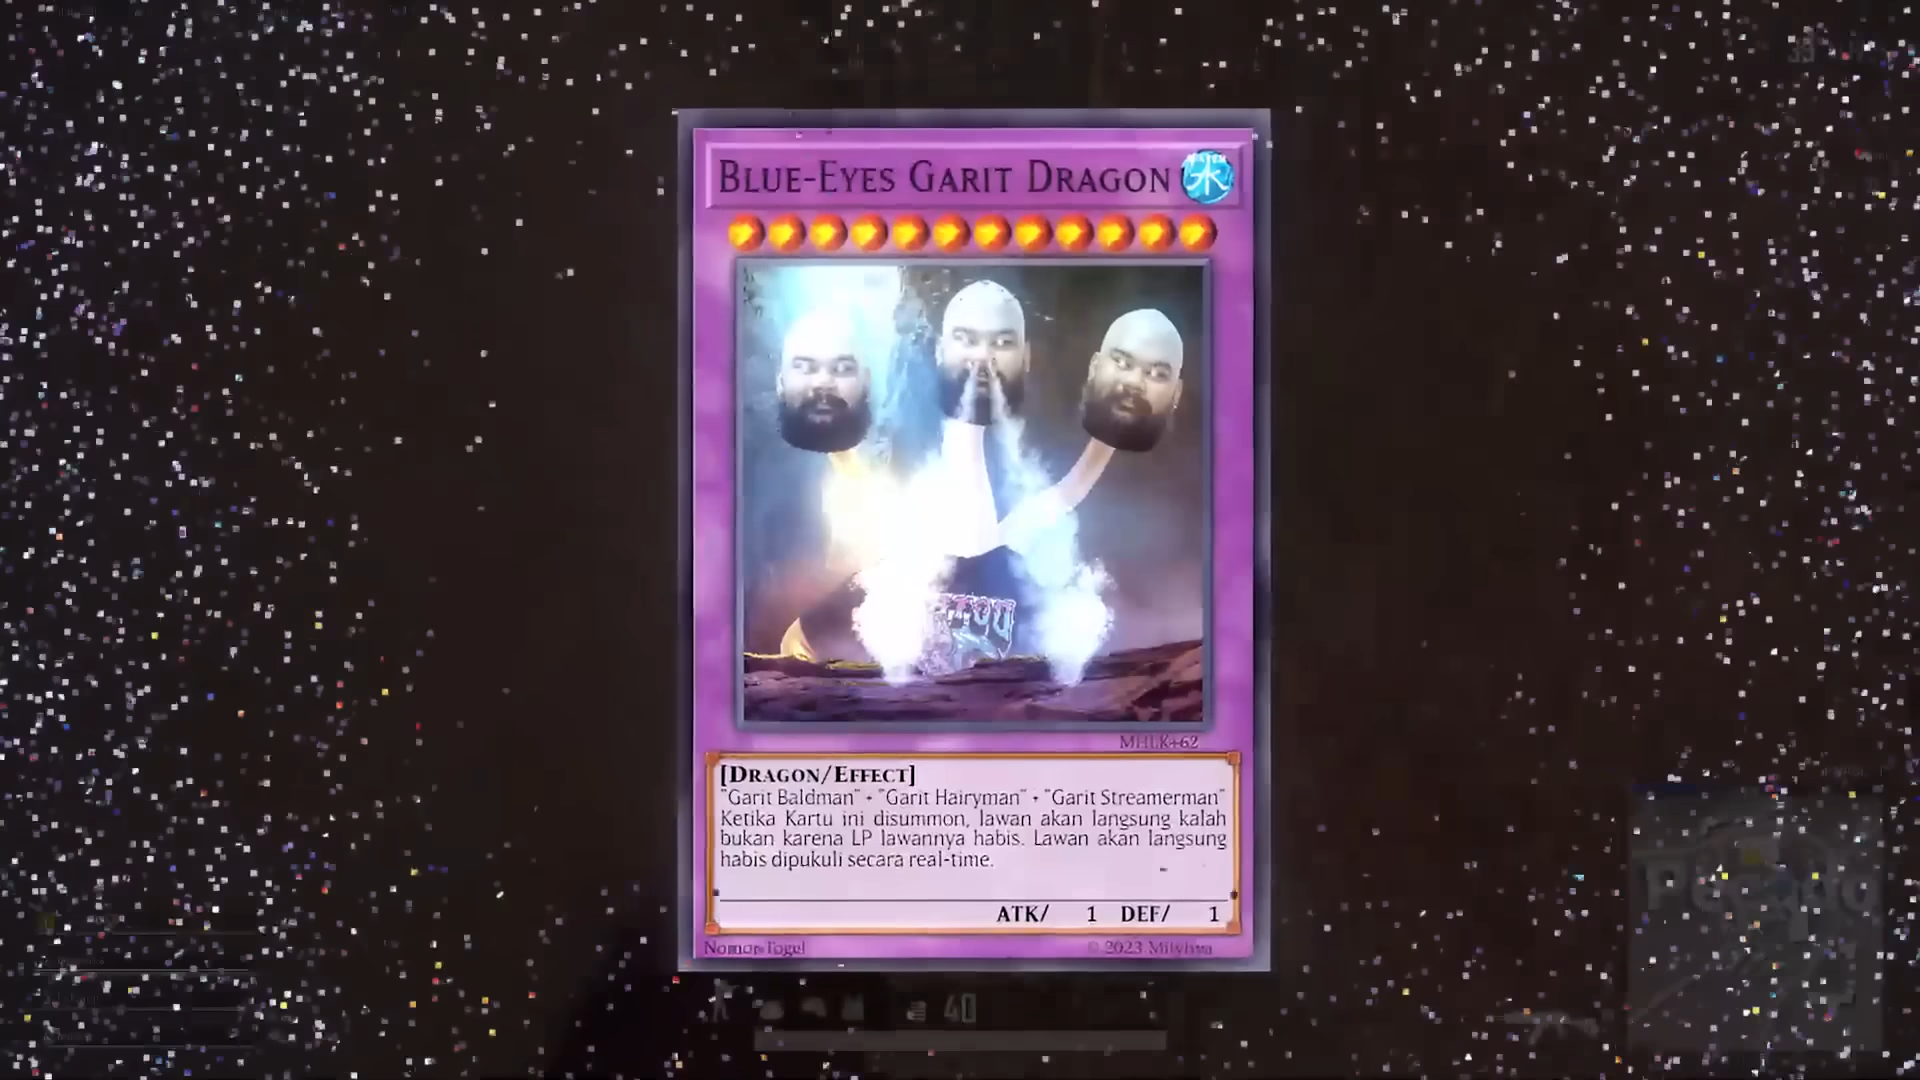 BLUE-EYES GARIT DRAGON
MHLK+62
[DRAGON/EFFECT]
"Garit Baldman" + "Garit Hairyman" + "Garit Streamerman"
Ketika Kartu ini disummon, lawan akan langsung kalah
bukan karena LP lawannya habis. Lawan akan langsung
habis dipukuli secara real-time.
ATK/ 1 DEF/ 1
Nomor Togel
© 2023
40